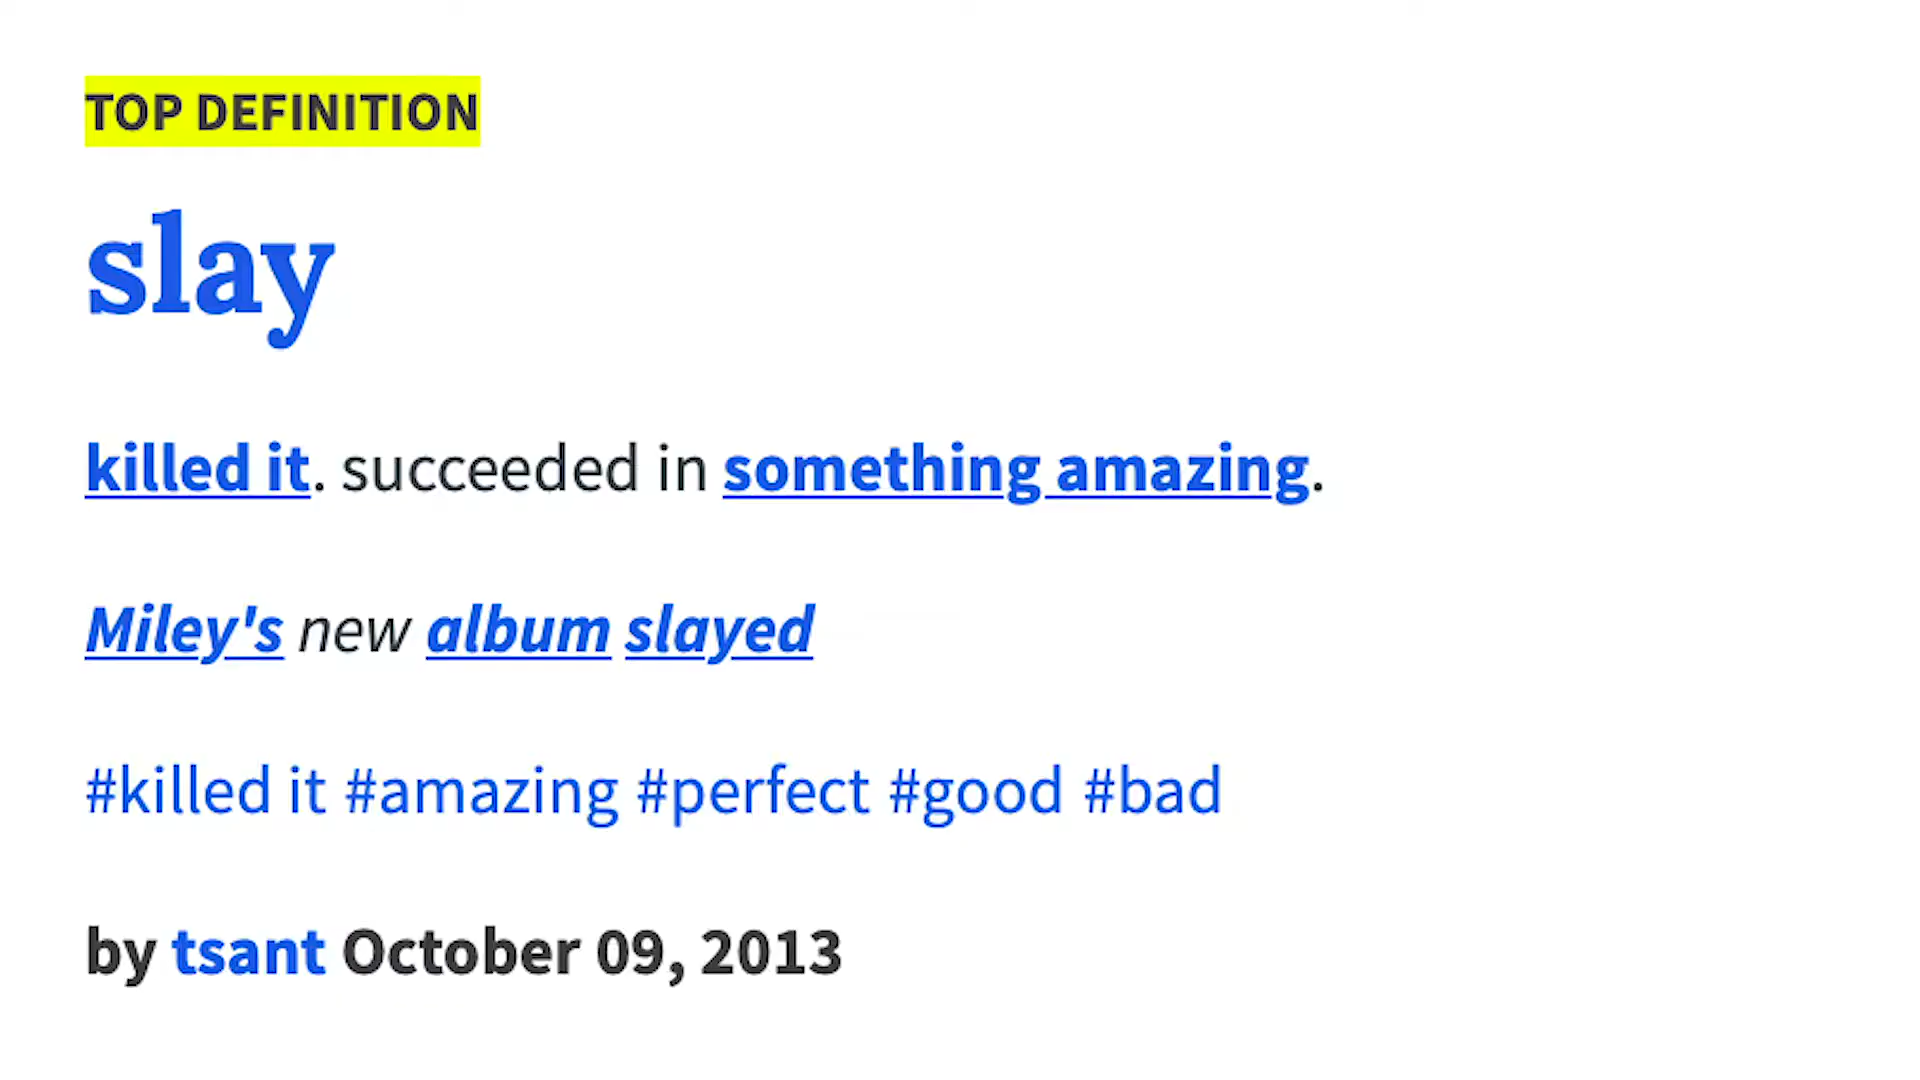 TOP DEFINITION
slay
killed it. succeeded in something amazing.
Miley's new album slayed
#killed it #amazing #perfect #good #bad
by tsant October 09, 2013